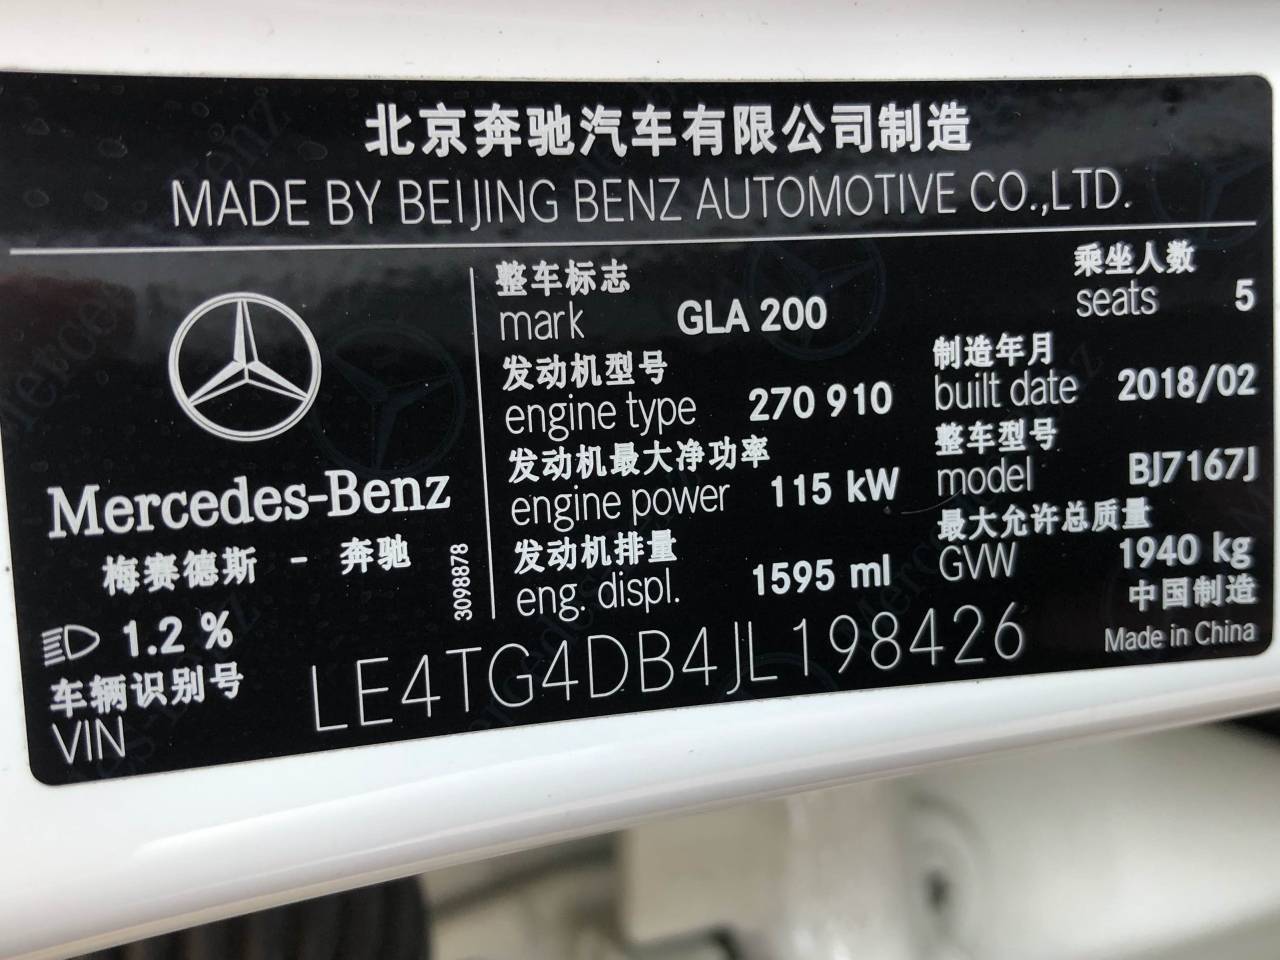 北京奔驰汽车有限公司制造
MADE BY BEIJING BENZ AUTOMOTIVE CO.,LTD.
Mercedes-Benz
梅赛德斯 - 奔驰
3098878
1.2 %
整车标志
mark GLA 200
乘坐人数
seats 5
发动机型号
engine type 270 910
制造年月
built date 2018/02
发动机最大净功率
engine power 115 kW
整车型号
model BJ7167J
发动机排量
eng. displ. 1595 ml
最大允许总质量
GVW 1940 kg
中国制造
Made in China
车辆识别号
VIN LE4TG4DB4JL198426